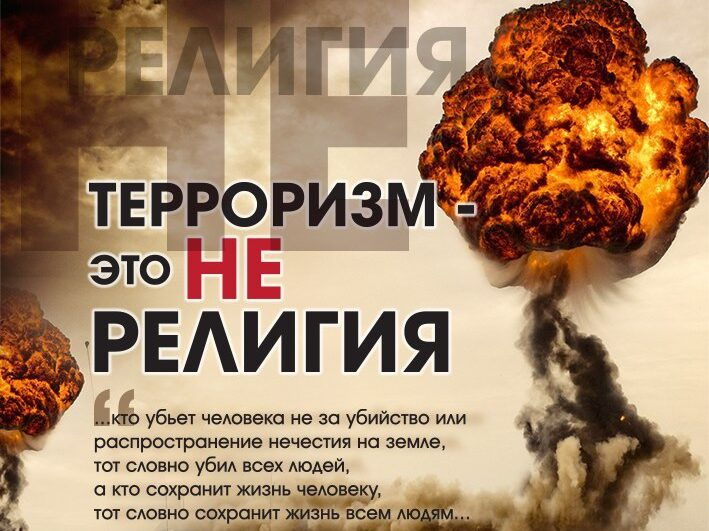 РЕЛИГИЯ
НЕ
ТЕРРОРИЗМ -
это НЕ
РЕЛИГИЯ
“
...кто убьет человека не за убийство или
распространение нечестия на земле,
тот словно убил всех людей,
а кто сохранит жизнь человеку,
тот словно сохранит жизнь всем людям...